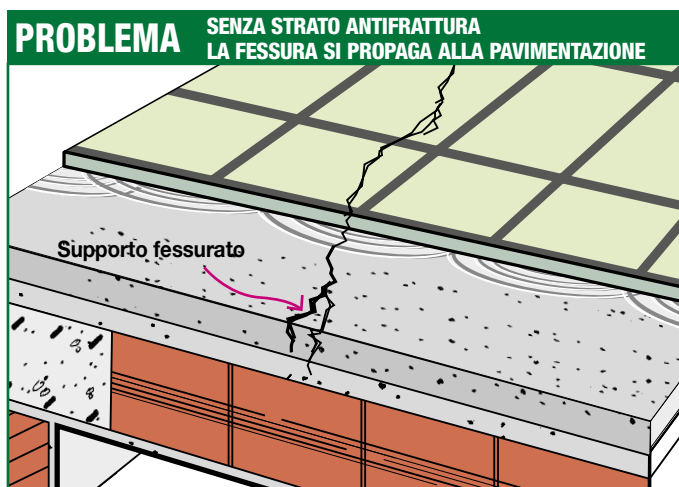 PROBLEMA
SENZA STRATO ANTIFRATTURA
LA FESSURA SI PROPAGA ALLA PAVIMENTAZIONE
Supporto fessurato